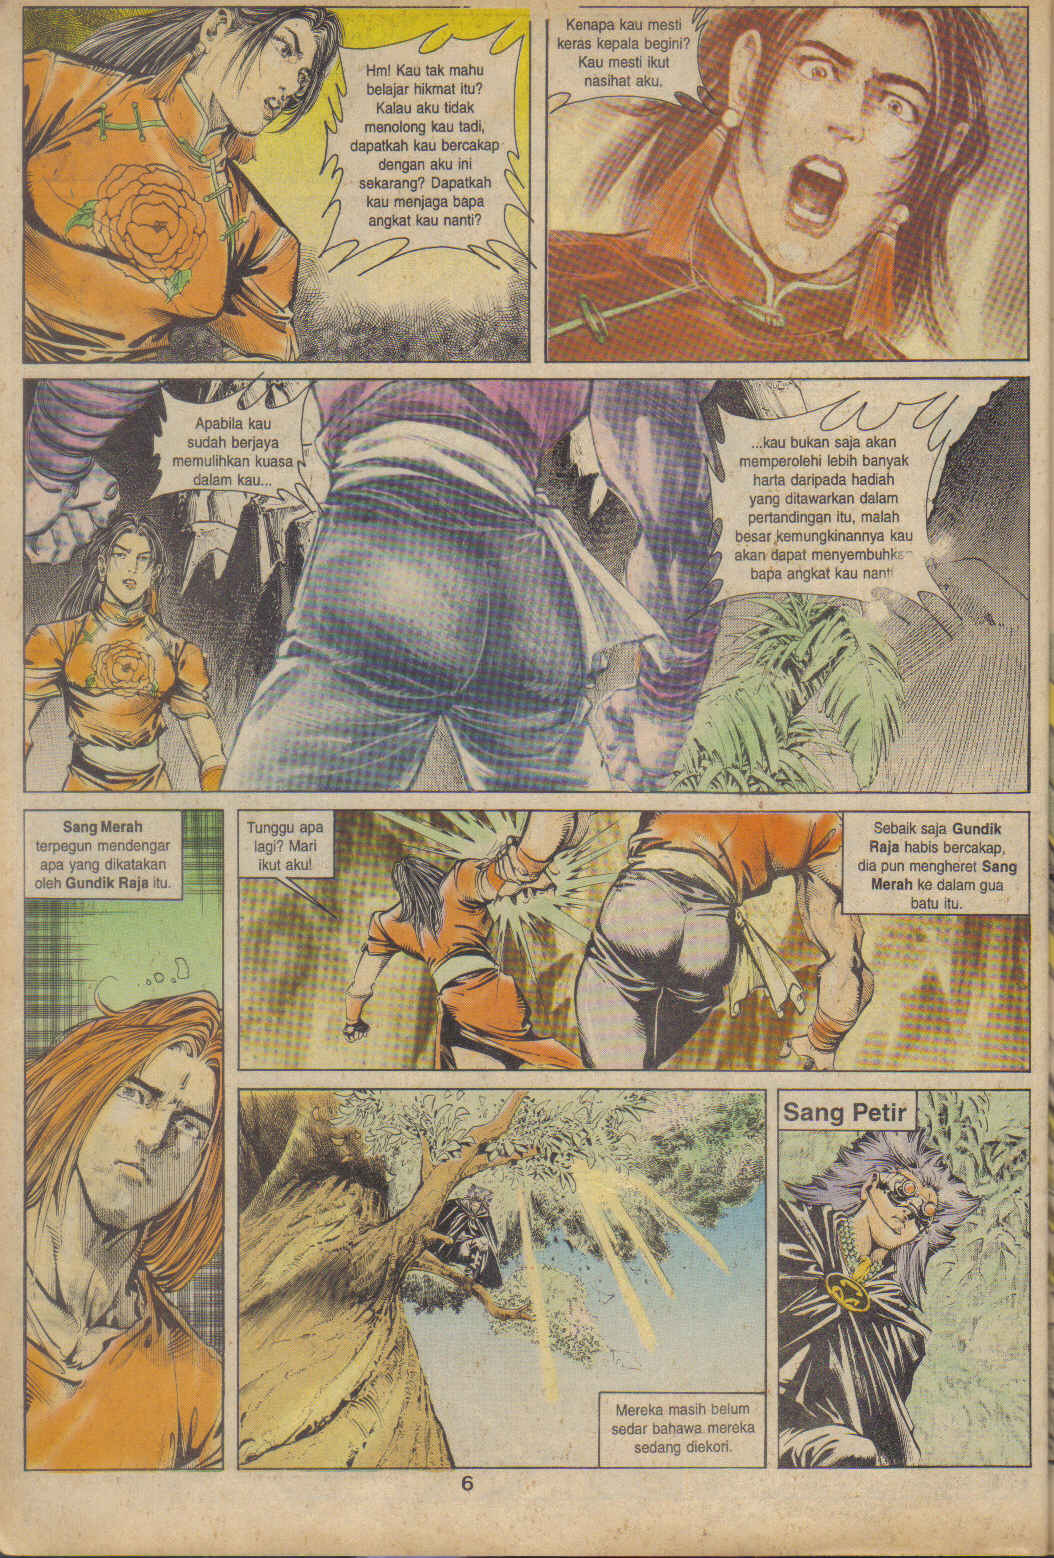 Hm! Kau tak mahu
belajar hikmat itu?
Kalau aku tidak
menolong kau tadi,
dapatkah kau bercakap
dengan aku ini
sekarang? Dapatkah
kau menjaga bapa
angkat kau nanti?
Kenapa kau mesti
keras kepala begini?
Kau mesti ikut
nasihat aku.
Apabila kau
sudah berjaya
memulihkan kuasa
dalam kau...
...kau bukan saja akan
memperolehi lebih banyak
harta daripada hadiah
yang ditawarkan dalam
pertandingan itu, malah
besar kemungkinannya kau
akan dapat menyembuhkan
bapa angkat kau nanti
Sang Merah
terpegun mendengar
apa yang dikatakan
oleh Gundik Raja itu.
Tunggu apa
lagi? Mari
ikut aku!
Sebaik saja Gundik
Raja habis bercakap,
dia pun mengheret Sang
Merah ke dalam gua
batu itu.
Mereka masih belum
sedar bahawa mereka
sedang diekori.
Sang Petir
6